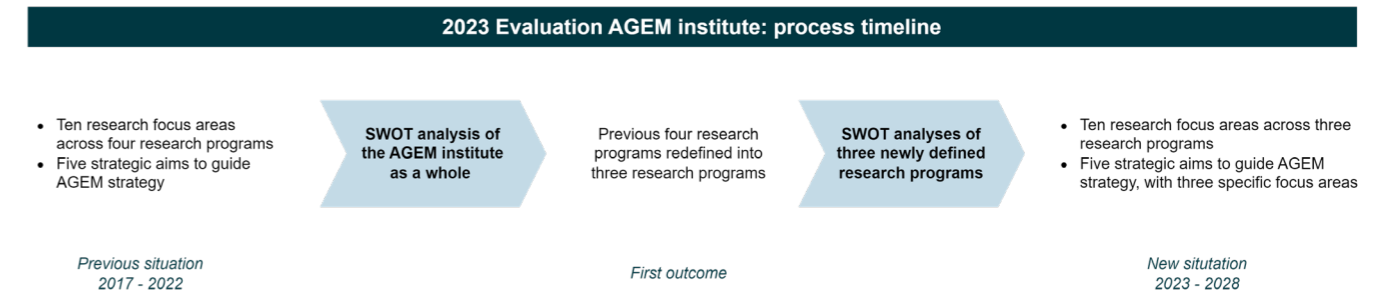 2023 Evaluation AGEM institute: process timeline
• Ten research focus areas
across four research programs
• Five strategic aims to guide
AGEM strategy
SWOT analysis of
the AGEM institute
as a whole
Previous four research
programs redefined into
three research programs
SWOT analyses of
three newly defined
research programs
• Ten research focus areas across three
research programs
• Five strategic aims to guide AGEM
strategy, with three specific focus areas
Previous situation
2017 - 2022
First outcome
New situtation
2023 - 2028